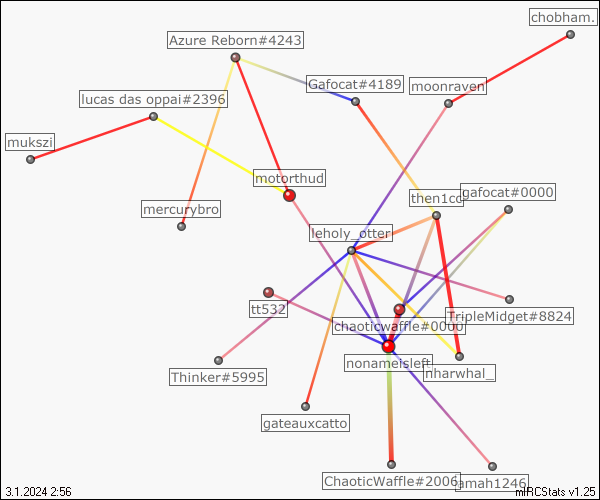 chobham.
Azure Reborn#4243
Gafocat#4189
moonraven
lucas das oppai#2396
mukszi
motorthud
gafocat#0000
then1cc
mercurybro
leholy_otter
tt532
TripleMidget#8824
chaoticwaffle#0000
nonameisleft
nharwhal_
Thinker#5995
gateauxcatto
ChaoticWaffle#2006
amah1246
3.1.2024 2:56
mIRCStats v1.25